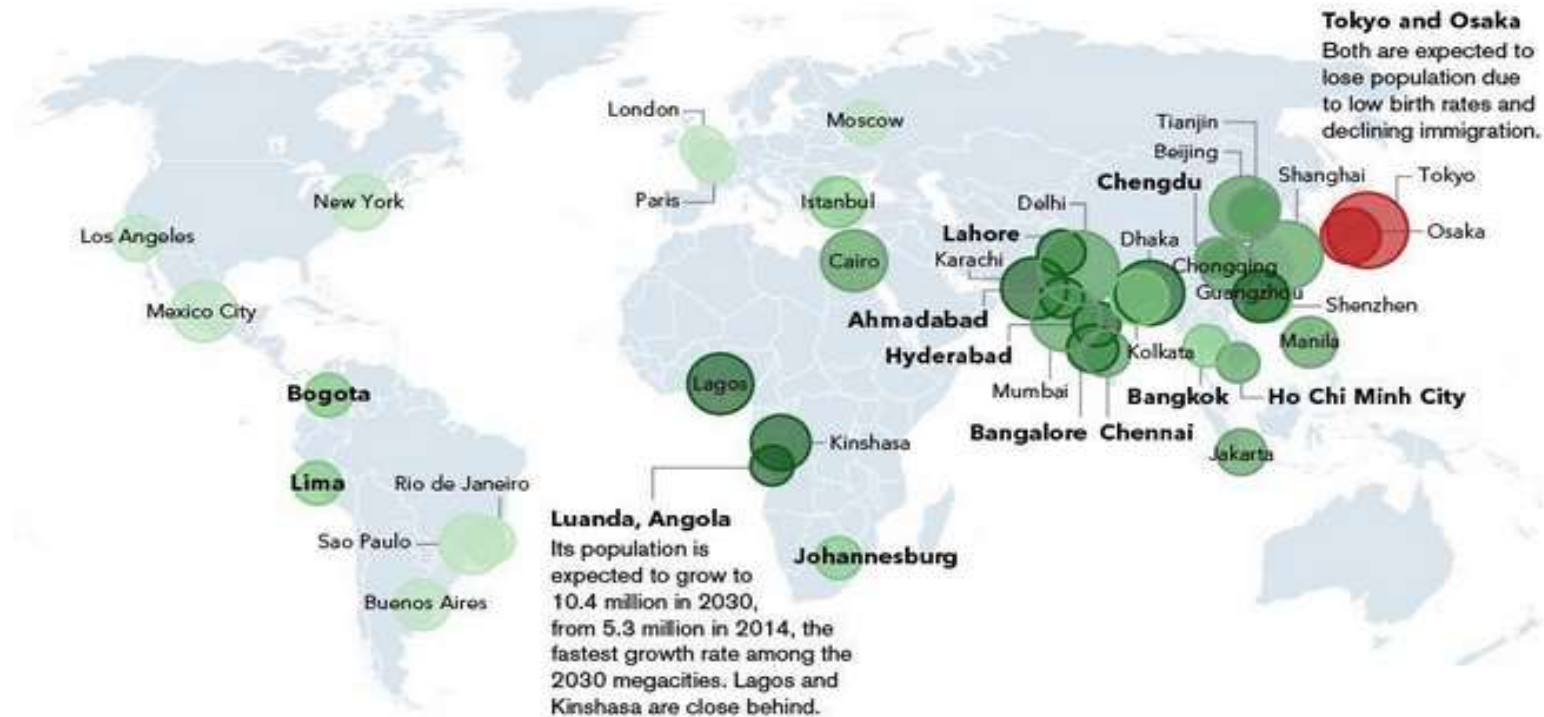 Tokyo and Osaka
Both are expected to
lose population due
to low birth rates and
declining immigration.
London
Moscow
Tianjin
Beijing
Chengdu
Shanghai
Tokyo
New York
Paris
Istanbul
Delhi
Los Angeles
Lahore
Dhaka
Osaka
Karachi
Cairo
Chongqing
Guangzhou
Shenzhen
Mexico City
Ahmadabad
Hyderabad
Kolkata
Manila
Mumbai
Bangkok
Ho Chi Minh City
Lagos
Bogota
Bangalore
Chennai
Kinshasa
Jakarta
Lima
Rio de Janeiro
Sao Paulo
Buenos Aires
Johannesburg
Luanda, Angola
Its population is
expected to grow to
10.4 million in 2030,
from 5.3 million in 2014, the
fastest growth rate among the
2030 megacities. Lagos and
Kinshasa are close behind.